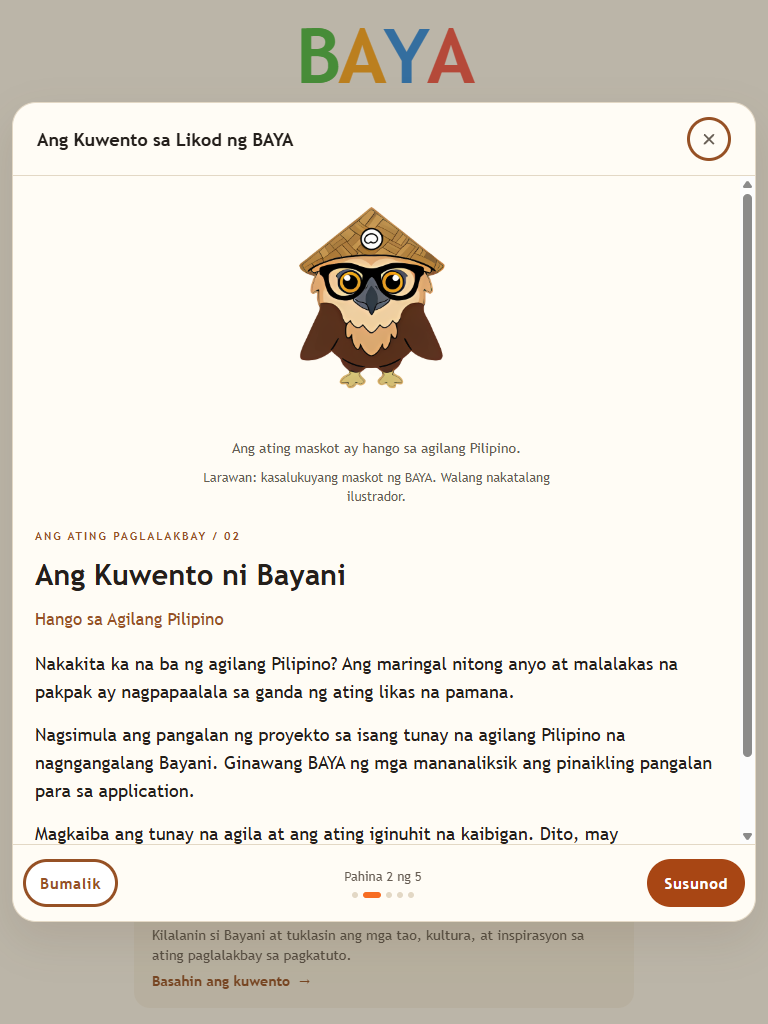 BAYA
Ang Kuwento sa Likod ng BAYA
Ang ating maskot ay hango sa agilang Pilipino.
Larawan: kasalukuyang maskot ng BAYA. Walang nakatalang
ilustrador.
ANG ATING PAGLALAKBAY / 02
Ang Kuwento ni Bayani
Hango sa Agilang Pilipino
Nakakita ka na ba ng agilang Pilipino? Ang maringal nitong anyo at malalakas na
pakpak ay nagpapaalala sa ganda ng ating likas na pamana.
Nagsimula ang pangalan ng proyekto sa isang tunay na agilang Pilipino na
nagngangalang Bayani. Ginawang BAYA ng mga mananaliksik ang pinaikling pangalan
para sa application.
Magkaiba ang tunay na agila at ang ating iginuhit na kaibigan. Dito, may
Bumalik
Pahina 2 ng 5
Susunod
Kilalanin si Bayani at tuklasin ang mga tao, kultura, at inspirasyon sa
ating paglalakbay sa pagkatuto.
Basahin ang kuwento →